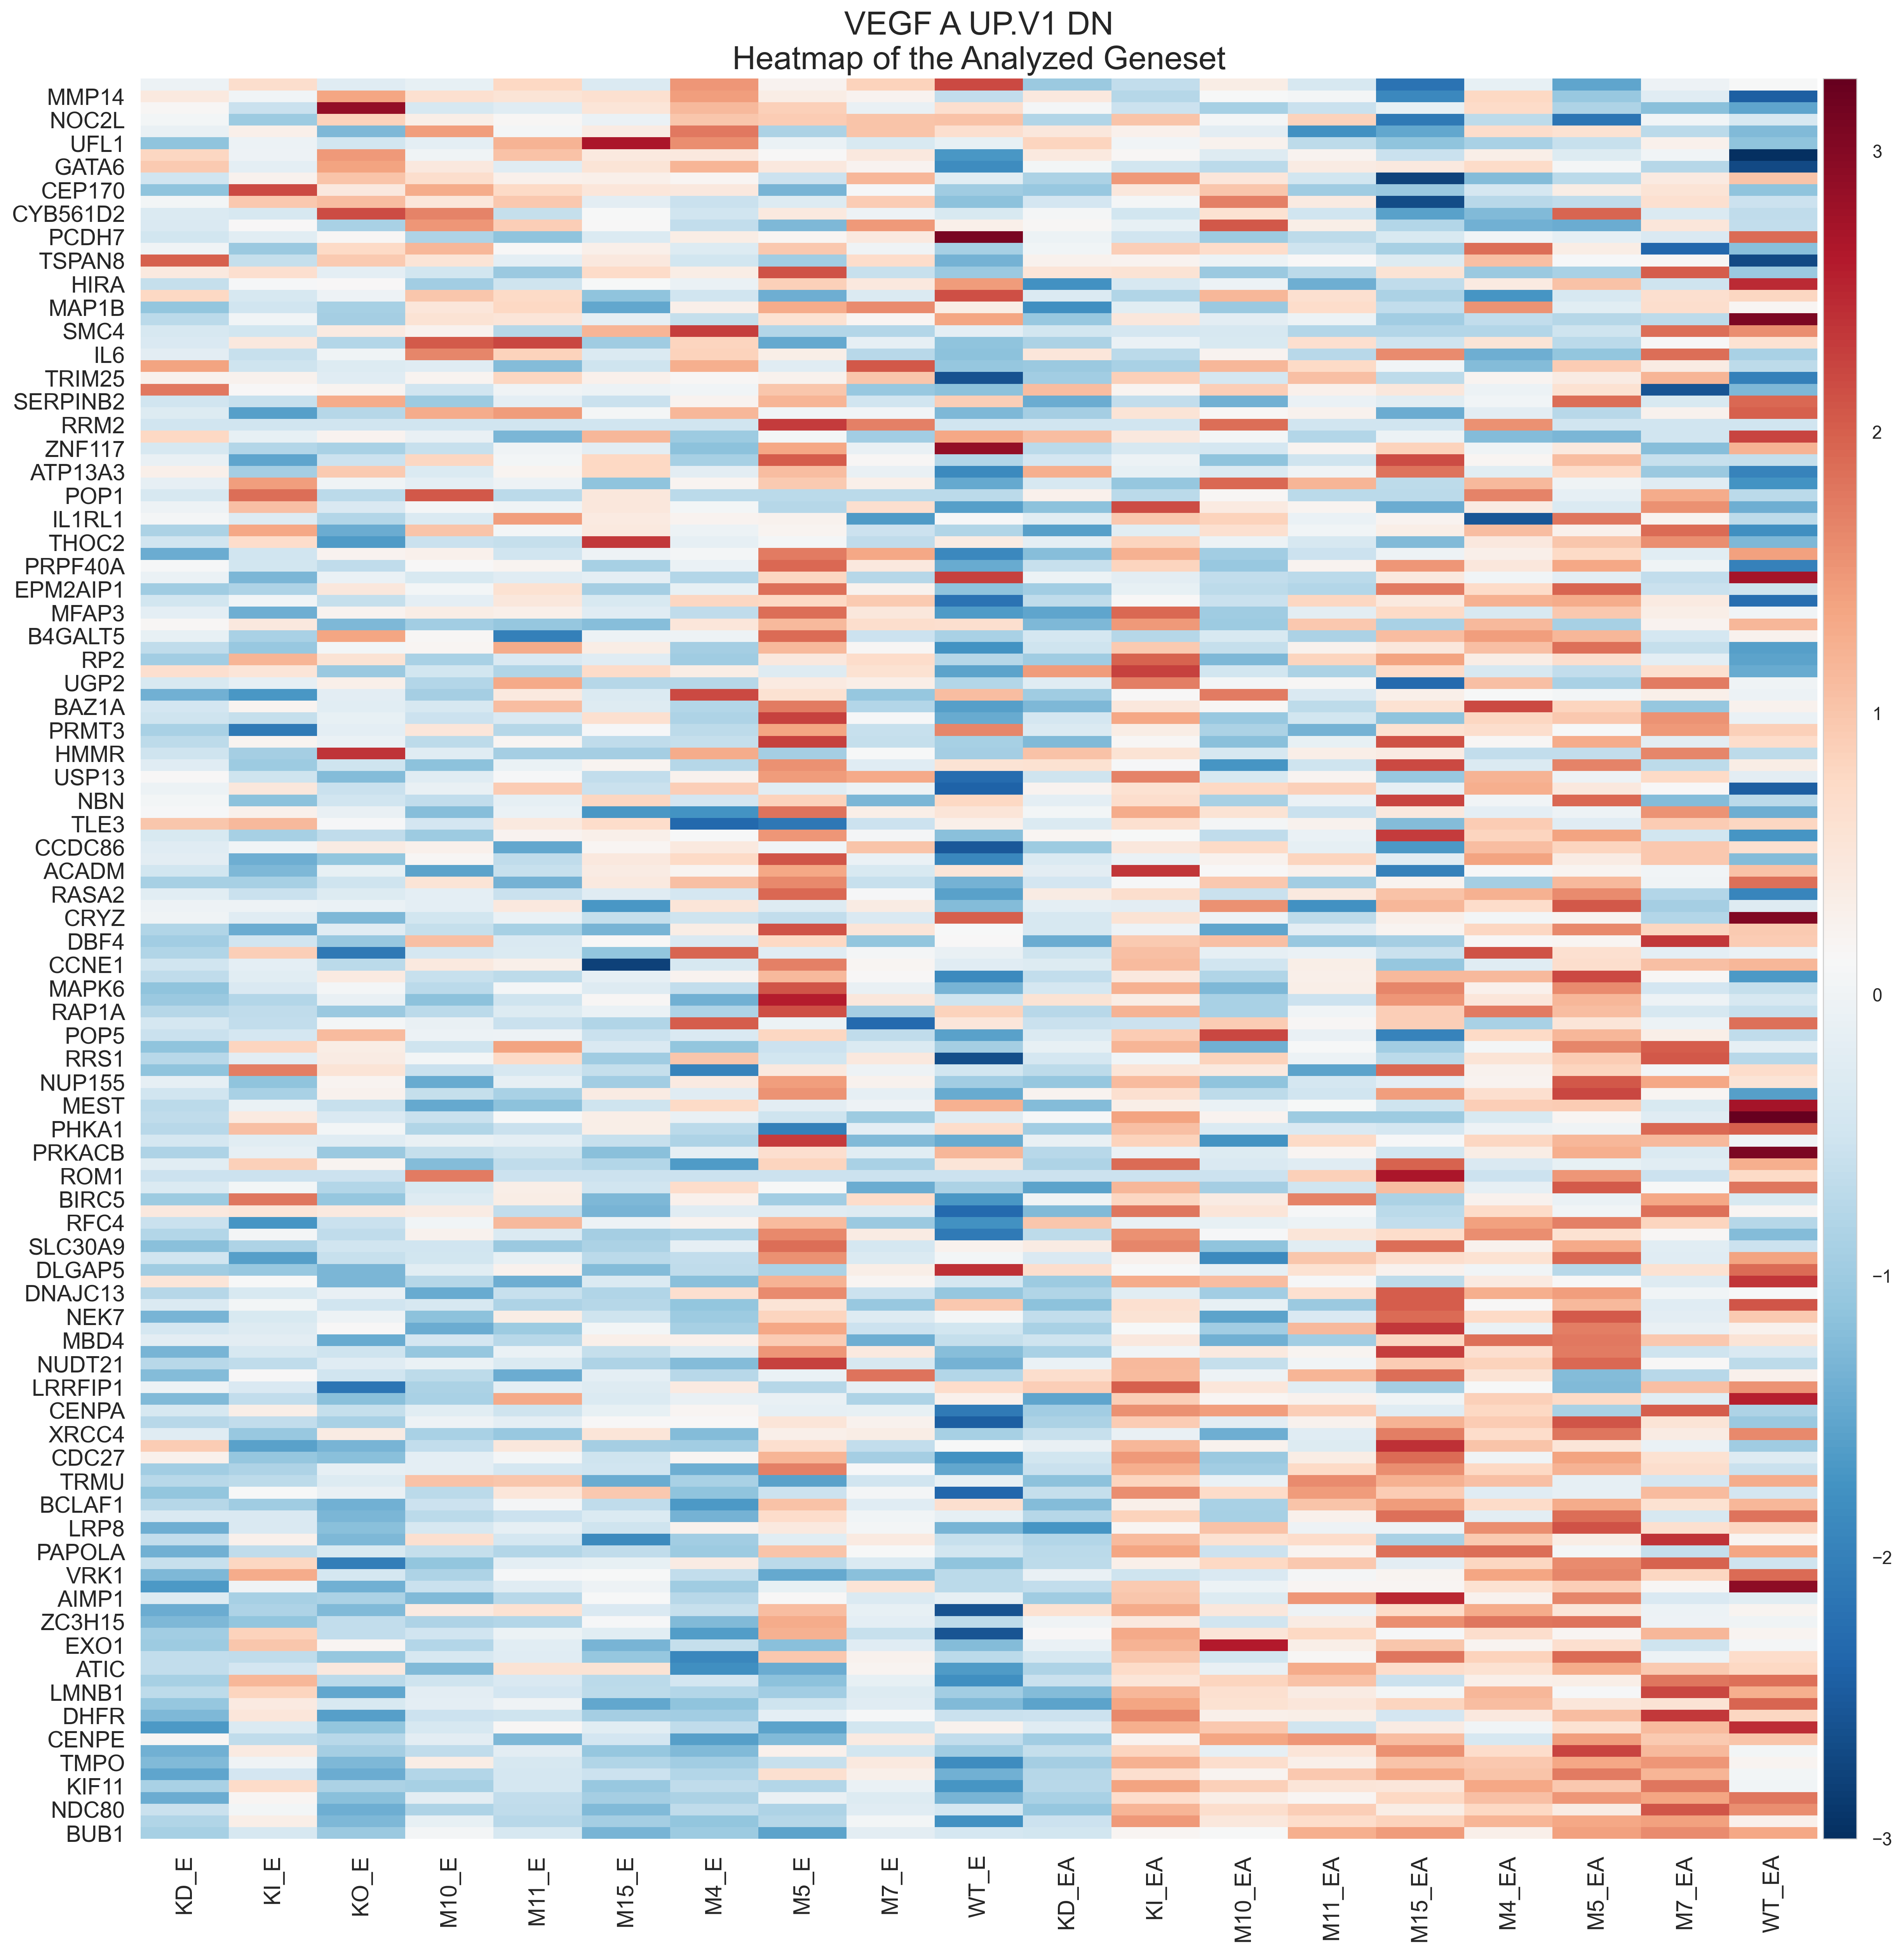 VEGF A UP.V1 DN
Heatmap of the Analyzed Geneset
MMP14
NOC2L
UFL1
GATA6
CEP170
CYB561D2
PCDH7
TSPAN8
HIRA
MAP1B
SMC4
IL6
TRIM25
SERPINB2
RRM2
ZNF117
ATP13A3
POP1
IL1RL1
THOC2
PRPF40A
EPM2AIP1
MFAP3
B4GALT5
RP2
UGP2
BAZ1A
PRMT3
HMMR
USP13
NBN
TLE3
CCDC86
ACADM
RASA2
CRYZ
DBF4
CCNE1
MAPK6
RAP1A
POP5
RRS1
NUP155
MEST
PHKA1
PRKACB
ROM1
BIRC5
RFC4
SLC30A9
DLGAP5
DNAJC13
NEK7
MBD4
NUDT21
LRRFIP1
CENPA
XRCC4
CDC27
TRMU
BCLAF1
LRP8
PAPOLA
VRK1
AIMP1
ZC3H15
EXO1
ATIC
LMNB1
DHFR
CENPE
TMPO
KIF11
NDC80
BUB1
KD_E
KI_E
KO_E
M10_E
M11_E
M15_E
M4_E
M5_E
M7_E
WT_E
KD_EA
KI_EA
M10_EA
M11_EA
M15_EA
M4_EA
M5_EA
M7_EA
WT_EA
3
2
1
0
−1
−2
−3